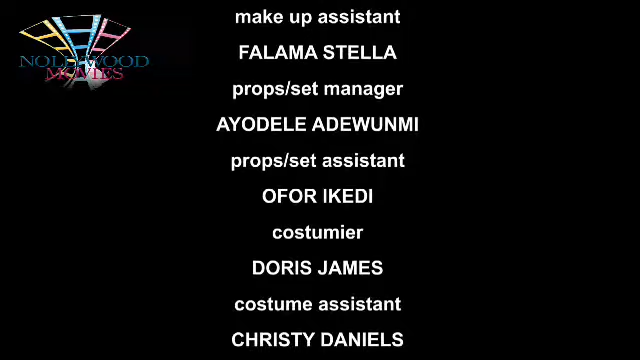 NOLLYWOOD
MOVIES
make up assistant
FALAMA STELLA
props/set manager
AYODELE ADEWUNMI
props/set assistant
OFOR IKEDI
costumier
DORIS JAMES
costume assistant
CHRISTY DANIELS